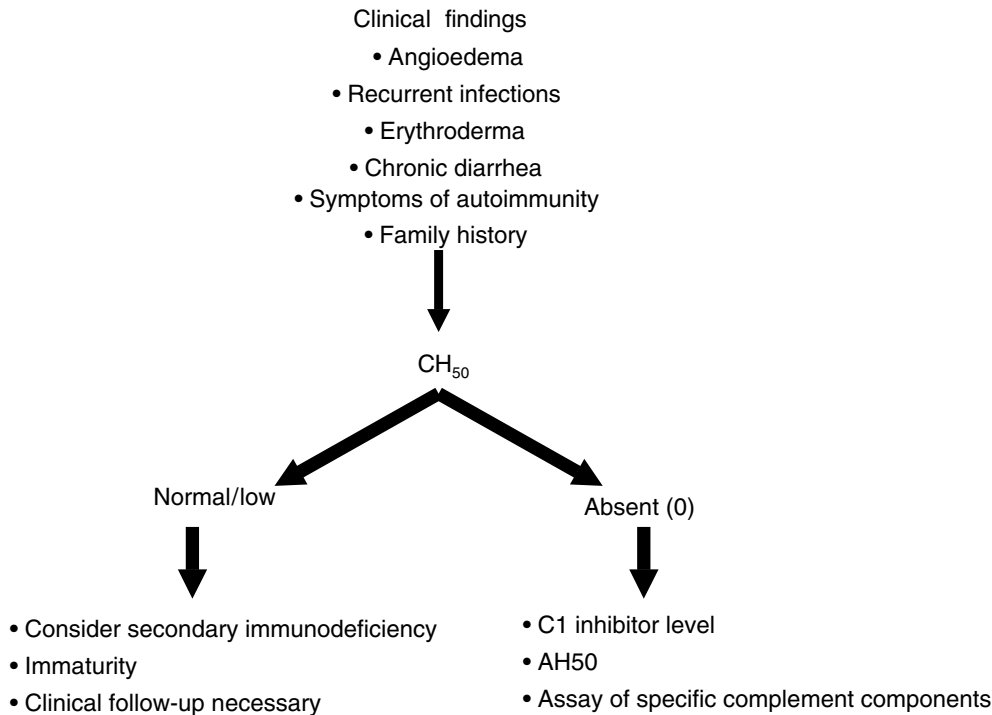 Clinical findings
• Angioedema
• Recurrent infections
• Erythroderma
• Chronic diarrhea
• Symptoms of autoimmunity
• Family history
CH50
Normal/low
Absent (0)
• Consider secondary immunodeficiency
• Immaturity
• Clinical follow-up necessary
• C1 inhibitor level
• AH50
• Assay of specific complement components